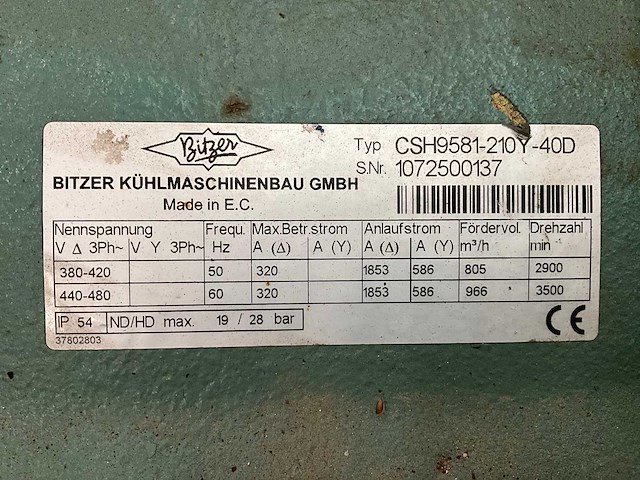 Bitzer
Typ CSH9581-210Y-40D
S.Nr. 1072500137
BITZER KÜHLMASCHINENBAU GMBH
Made in E.C.
Nennspannung Frequ. Max.Betr.strom Anlaufstrom Fördervol. Drehzahl
V Δ 3Ph~ V Y 3Ph~ Hz A (Δ) A (Y) A (Δ) A (Y) m³/h min
380-420 50 320 1853 586 805 2900
440-480 60 320 1853 586 966 3500
IP 54 ND/HD max. 19 / 28 bar
CE
37802803